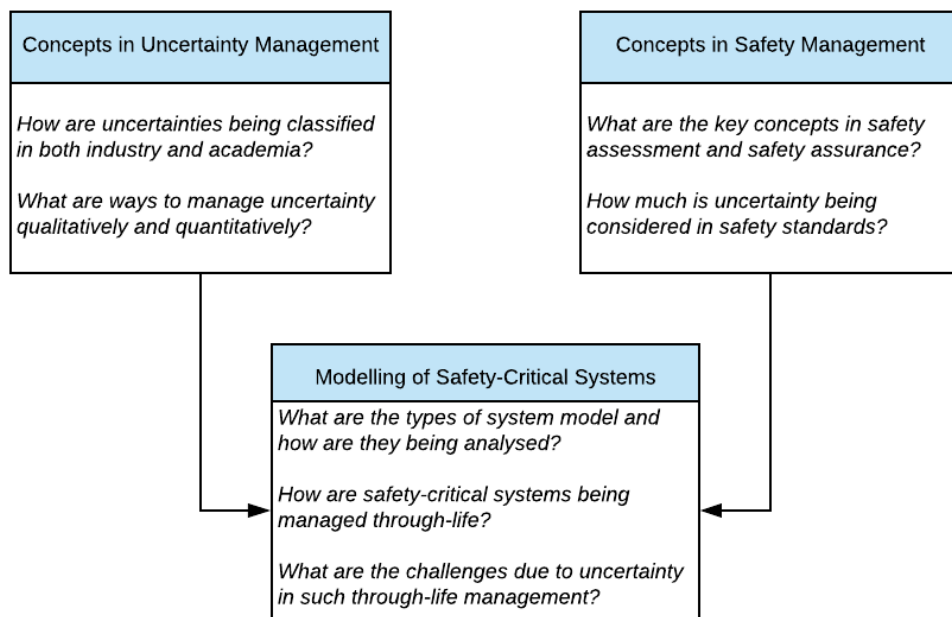 Concepts in Uncertainty Management
How are uncertainties being classified
in both industry and academia?
What are ways to manage uncertainty
qualitatively and quantitatively?
Concepts in Safety Management
What are the key concepts in safety
assessment and safety assurance?
How much is uncertainty being
considered in safety standards?
Modelling of Safety-Critical Systems
What are the types of system model and
how are they being analysed?
How are safety-critical systems being
managed through-life?
What are the challenges due to uncertainty
in such through-life management?